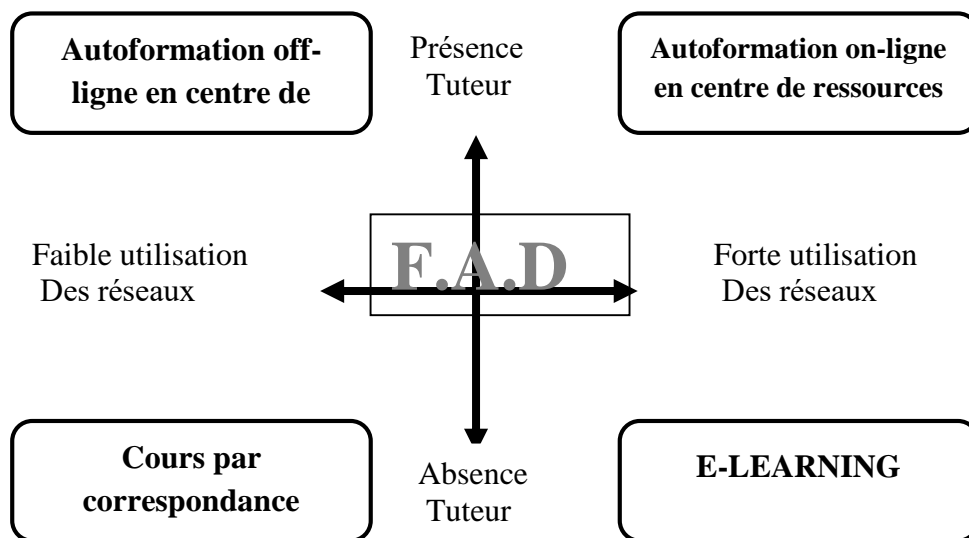 Autoformation off-
ligne en centre de
Présence
Tuteur
Autoformation on-ligne
en centre de ressources
Faible utilisation
Des réseaux
F.A.D
Forte utilisation
Des réseaux
Cours par
correspondance
Absence
Tuteur
E-LEARNING